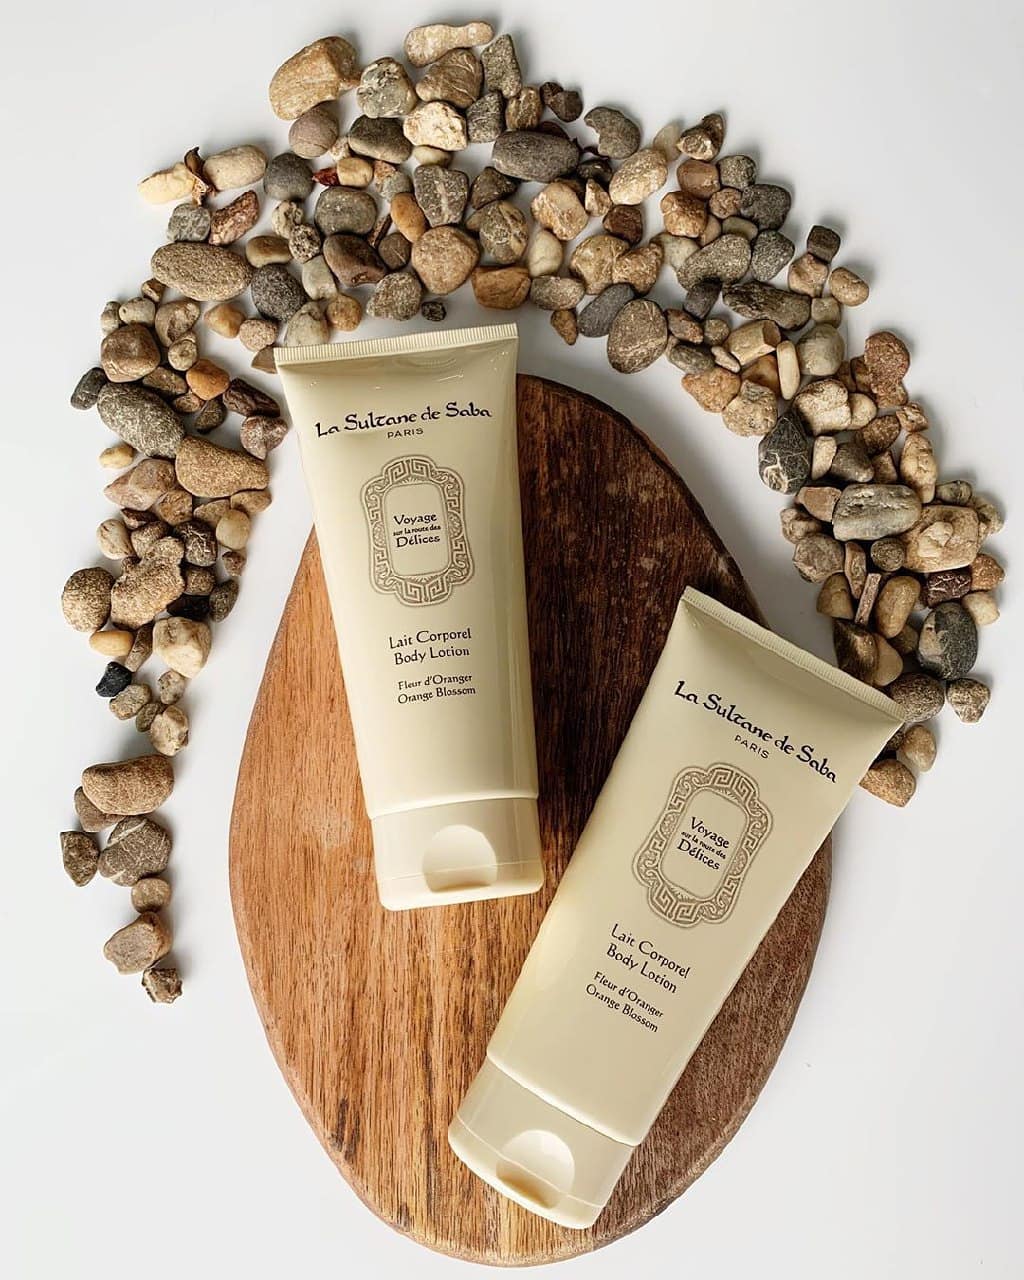 La Sultane de Saba
PARIS
Voyage
sur la route des
Délices
Lait Corporel
Body Lotion
Fleur d'Oranger
Orange Blossom
La Sultane de Saba
PARIS
Voyage
sur la route des
Délices
Lait Corporel
Body Lotion
Fleur d'Oranger
Orange Blossom